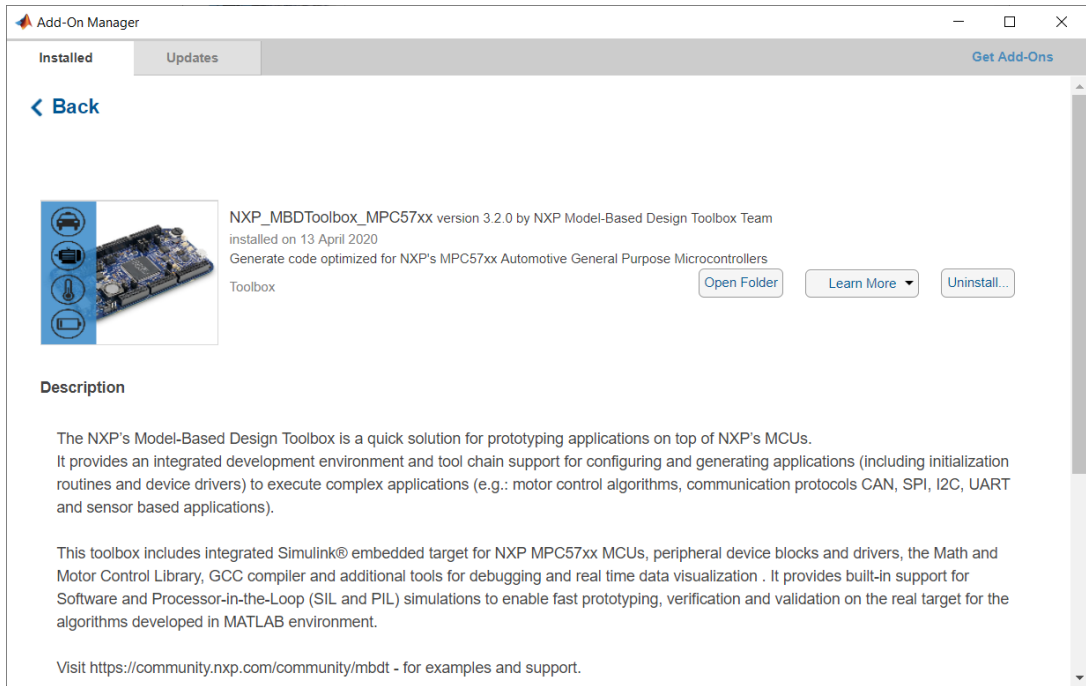 Add-On Manager
Installed
Updates
Get Add-Ons
Back
NXP_MBDToolbox_MPC57xx version 3.2.0 by NXP Model-Based Design Toolbox Team
installed on 13 April 2020
Generate code optimized for NXP's MPC57xx Automotive General Purpose Microcontrollers
Toolbox
Open Folder
Learn More
Uninstall...
Description
The NXP's Model-Based Design Toolbox is a quick solution for prototyping applications on top of NXP's MCUs.
It provides an integrated development environment and tool chain support for configuring and generating applications (including initialization
routines and device drivers) to execute complex applications (e.g.: motor control algorithms, communication protocols CAN, SPI, I2C, UART
and sensor based applications).
This toolbox includes integrated Simulink® embedded target for NXP MPC57xx MCUs, peripheral device blocks and drivers, the Math and
Motor Control Library, GCC compiler and additional tools for debugging and real time data visualization . It provides built-in support for
Software and Processor-in-the-Loop (SIL and PIL) simulations to enable fast prototyping, verification and validation on the real target for the
algorithms developed in MATLAB environment.
Visit https://community.nxp.com/community/mbdt - for examples and support.